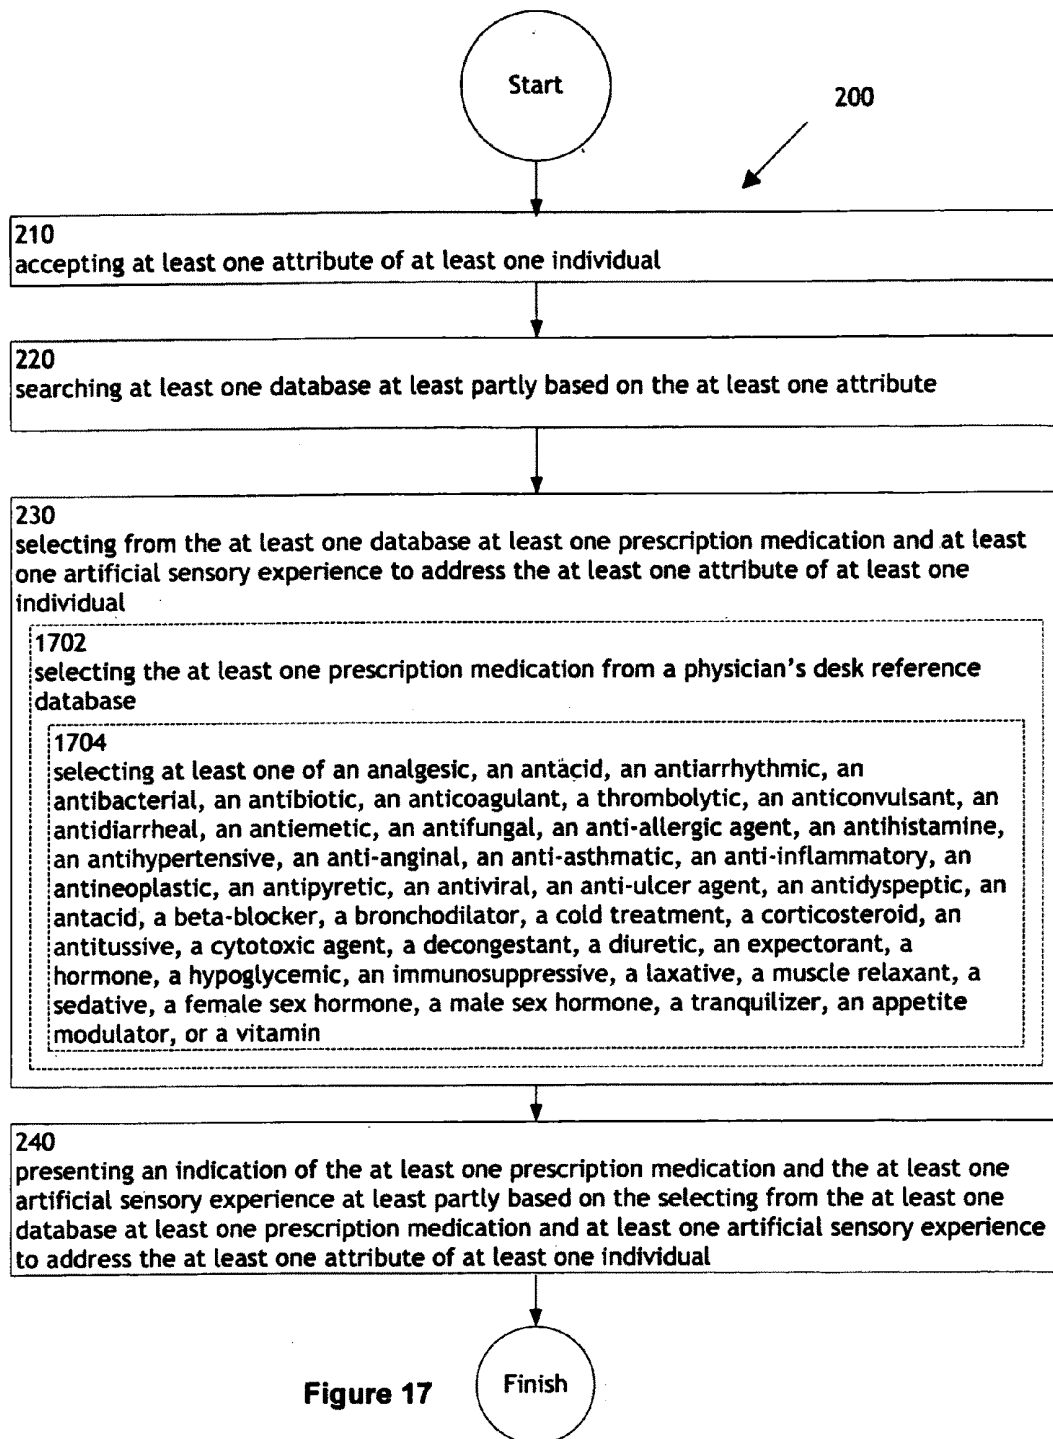 Start
200
210
accepting at least one attribute of at least one individual
220
searching at least one database at least partly based on the at least one attribute
230
selecting from the at least one database at least one prescription medication and at least
one artificial sensory experience to address the at least one attribute of at least one
individual
1702
selecting the at least one prescription medication from a physician's desk reference
database
1704
selecting at least one of an analgesic, an antacid, an antiarrhythmic, an
antibacterial, an antibiotic, an anticoagulant, a thrombolytic, an anticonvulsant, an
antidiarrheal, an antiemetic, an antifungal, an anti-allergic agent, an antihistamine,
an antihypertensive, an anti-anginal, an anti-asthmatic, an anti-inflammatory, an
antineoplastic, an antipyretic, an antiviral, an anti-ulcer agent, an antidyspeptic, an
antacid, a beta-blocker, a bronchodilator, a cold treatment, a corticosteroid, an
antitussive, a cytotoxic agent, a decongestant, a diuretic, an expectorant, a
hormone, a hypoglycemic, an immunosuppressive, a laxative, a muscle relaxant, a
sedative, a female sex hormone, a male sex hormone, a tranquilizer, an appetite
modulator, or a vitamin
240
presenting an indication of the at least one prescription medication and the at least one
artificial sensory experience at least partly based on the selecting from the at least one
database at least one prescription medication and at least one artificial sensory experience
to address the at least one attribute of at least one individual
Figure 17
Finish